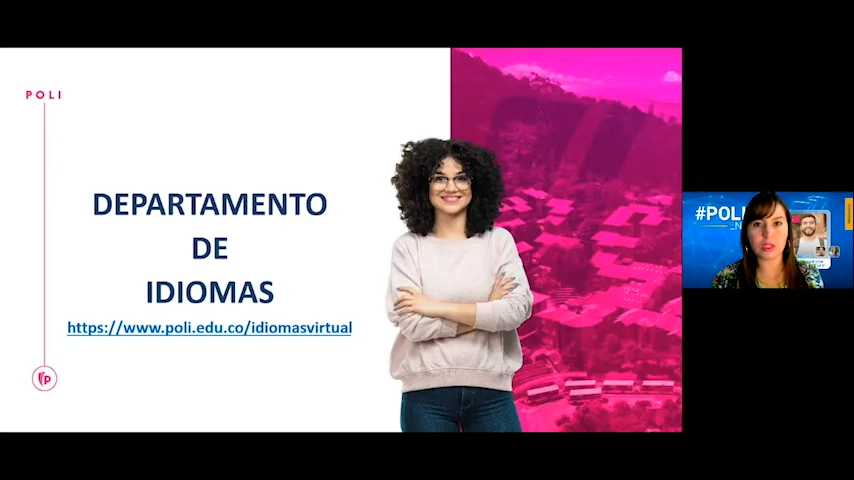 POLI
DEPARTAMENTO
DE
IDIOMAS
https://www.poli.edu.co/idiomasvirtual
p
#POLI